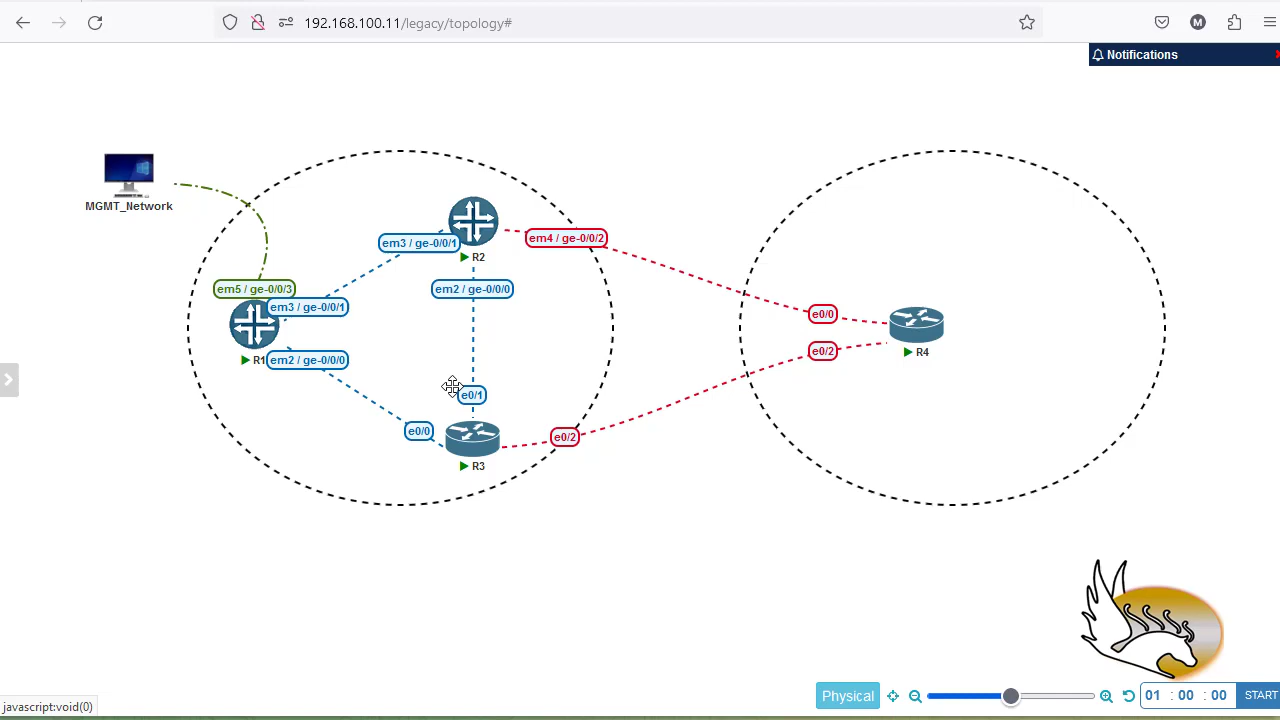 192.168.100.11/legacy/topology#
M
Notifications
MGMT_Network
em3 / ge-0/0/1
em4 / ge-0/0/2
R2
em5 / ge-0/0/3
em2 / ge-0/0/0
em3 / ge-0/0/1
e0/0
e0/2
R4
R1
em2 / ge-0/0/0
e0/1
e0/0
e0/2
R3
Physical
01 : 00 : 00
START
javascript:void(0)